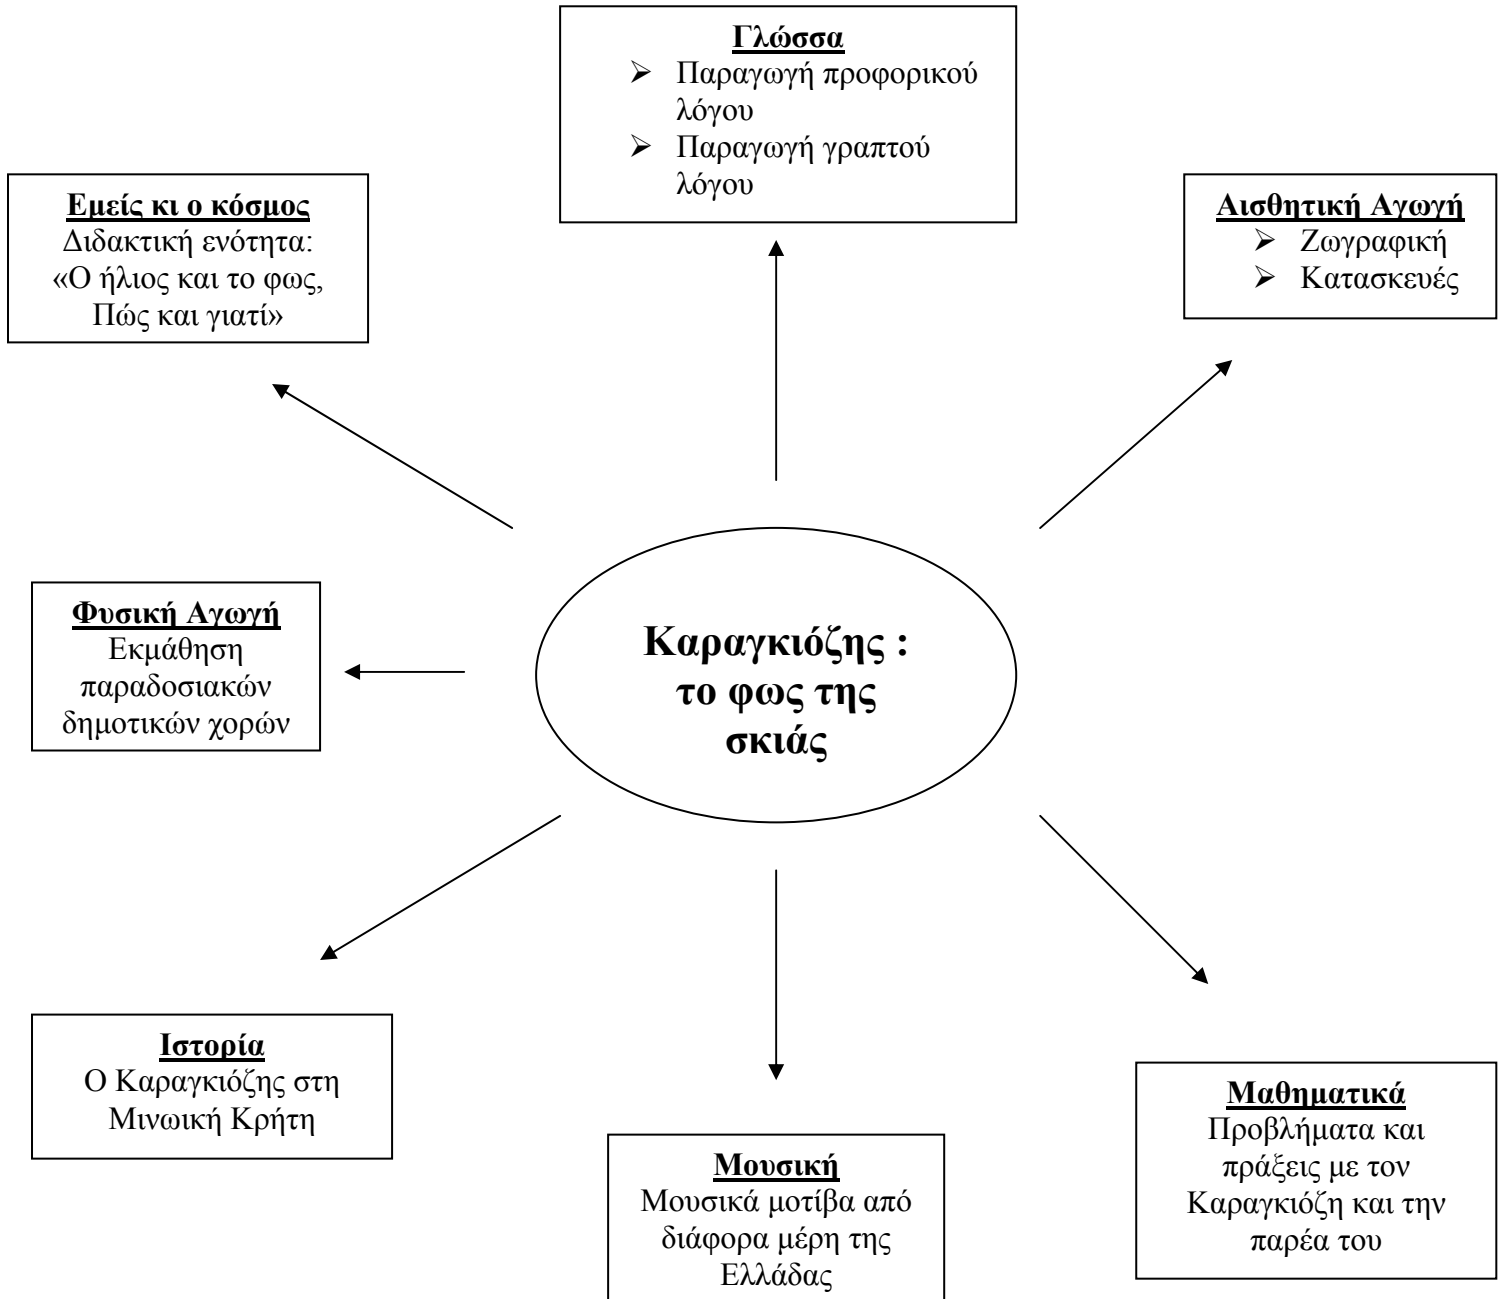 Γλώσσα
➢ Παραγωγή προφορικού
λόγου
➢ Παραγωγή γραπτού
λόγου
Εμείς κι ο κόσμος
Διδακτική ενότητα:
«Ο ήλιος και το φως,
Πώς και γιατί»
Αισθητική Αγωγή
➢ Ζωγραφική
➢ Κατασκευές
Φυσική Αγωγή
Εκμάθηση
παραδοσιακών
δημοτικών χορών
Καραγκιόζης :
το φως της
σκιάς
Ιστορία
Ο Καραγκιόζης στη
Μινωική Κρήτη
Μουσική
Μουσικά μοτίβα από
διάφορα μέρη της
Ελλάδας
Μαθηματικά
Προβλήματα και
πράξεις με τον
Καραγκιόζη και την
παρέα του